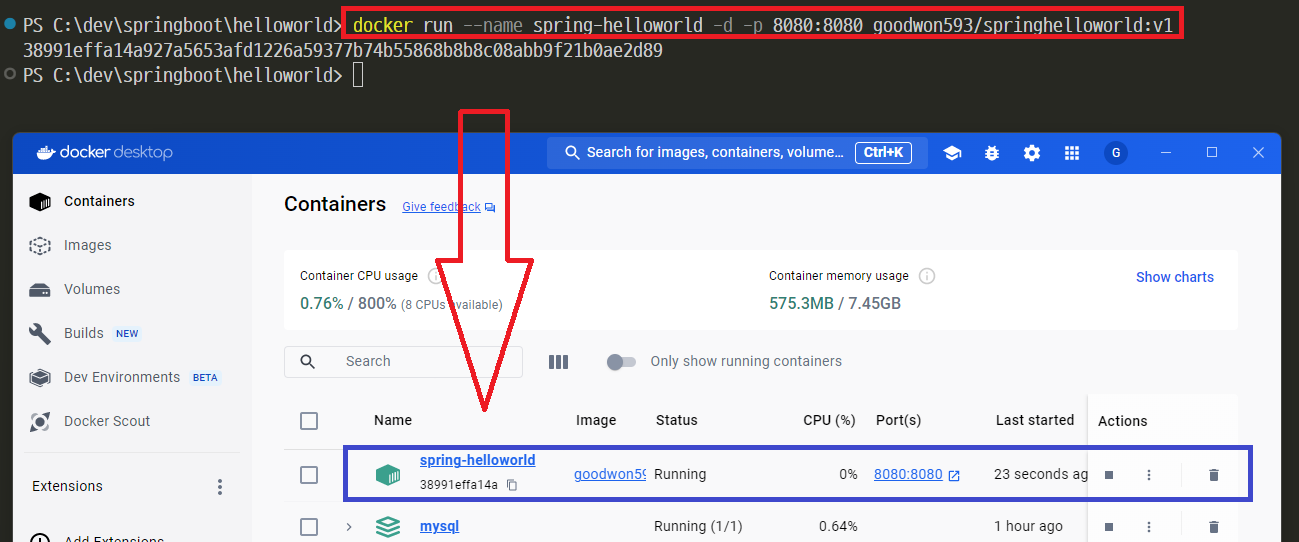 PS C:\dev\springboot\helloworld> docker run --name spring-helloworld -d -p 8080:8080 goodwon593/springhelloworld:v1
38991effa14a927a5653afd1226a59377b74b55868b8b8c08abb9f21b0ae2d89
PS C:\dev\springboot\helloworld>
docker desktop
Search for images, containers, volume... Ctrl+K
G
Containers
Images
Volumes
Builds NEW
Dev Environments BETA
Docker Scout
Extensions
Add Extensions
Containers Give feedback
Container CPU usage
0.76% / 800% (8 CPUs available)
Container memory usage
575.3MB / 7.45GB
Show charts
Search
Only show running containers
Name Image Status CPU (%) Port(s) Last started Actions
spring-helloworld
38991effa14a
goodwon59 Running 0% 8080:8080 23 seconds ag
mysql Running (1/1) 0.64% 1 hour ago